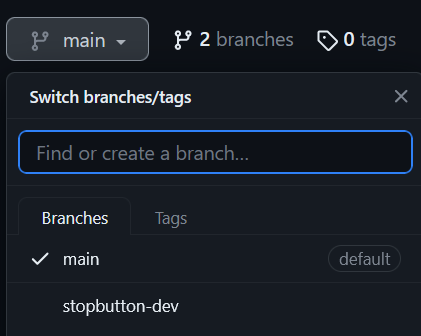 main
2 branches
0 tags
Switch branches/tags
Find or create a branch...
Branches
Tags
main
default
stopbutton-dev